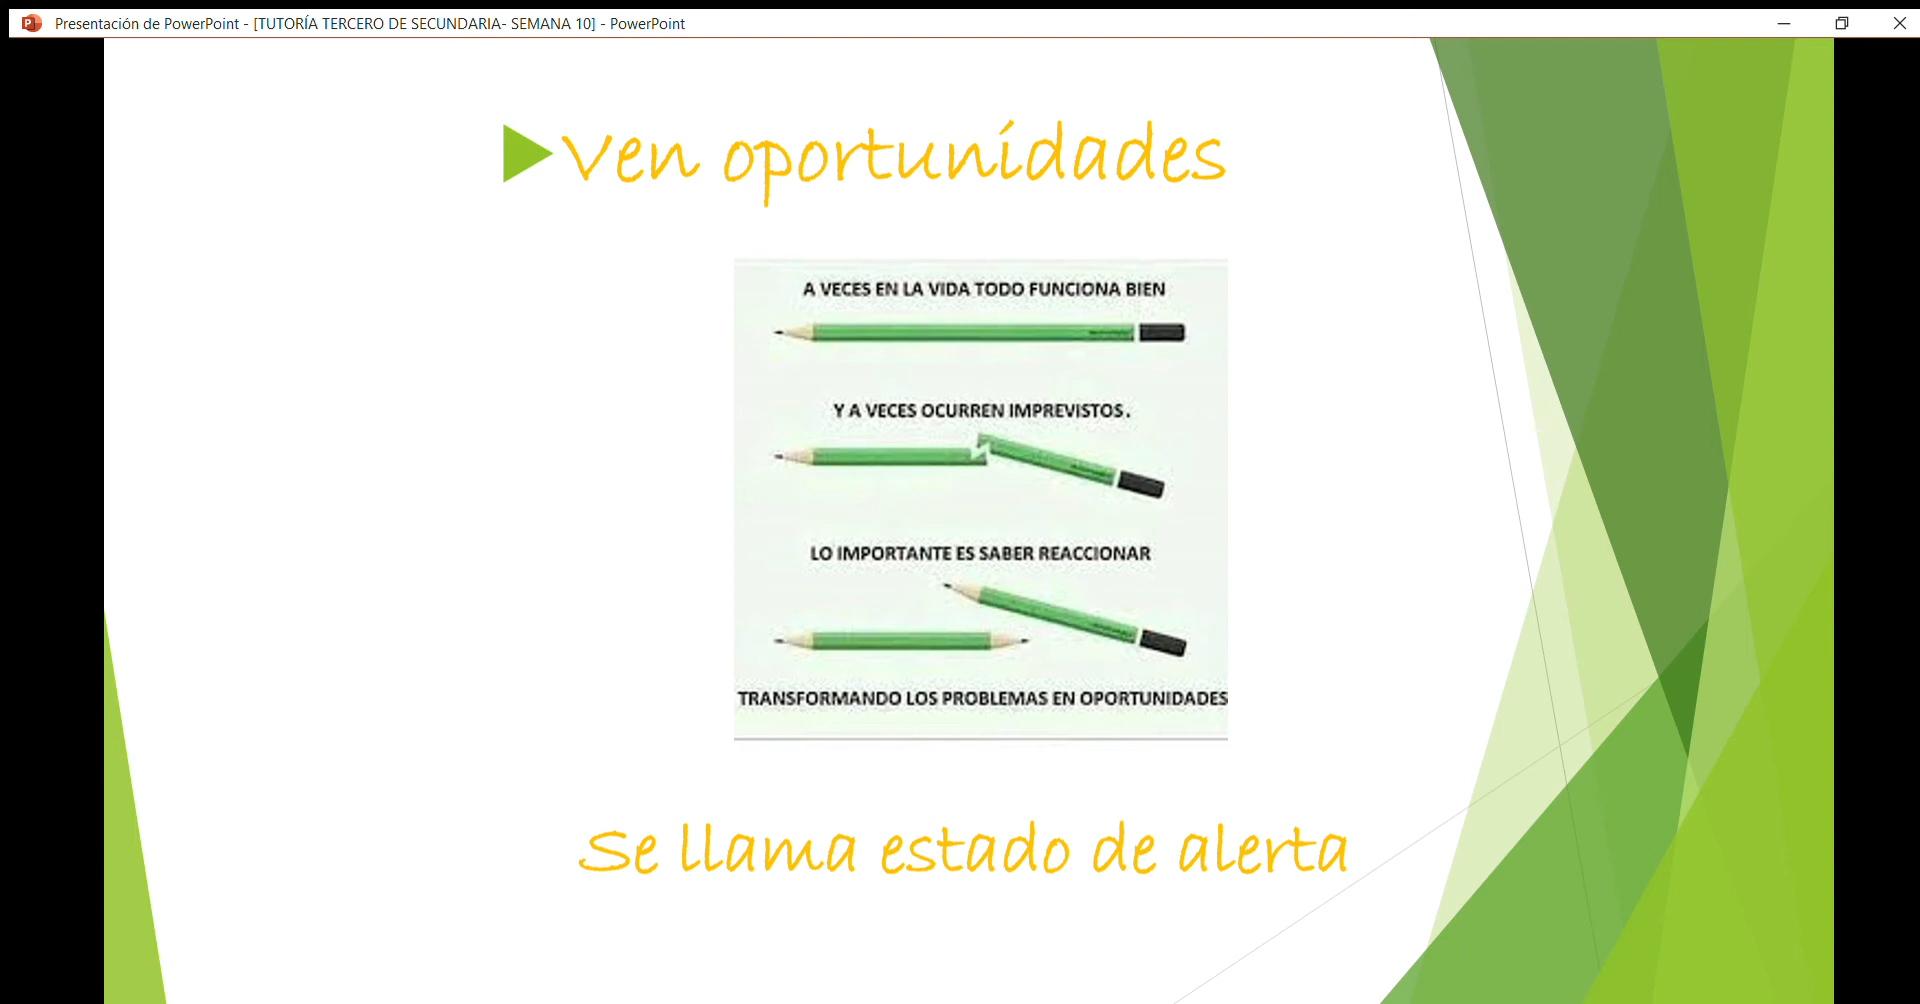 Presentación de PowerPoint - [TUTORÍA TERCERO DE SECUNDARIA- SEMANA 10] - PowerPoint
Ven oportunidades
A VECES EN LA VIDA TODO FUNCIONA BIEN
Y A VECES OCURREN IMPREVISTOS.
LO IMPORTANTE ES SABER REACCIONAR
TRANSFORMANDO LOS PROBLEMAS EN OPORTUNIDADES
Se llama estado de alerta